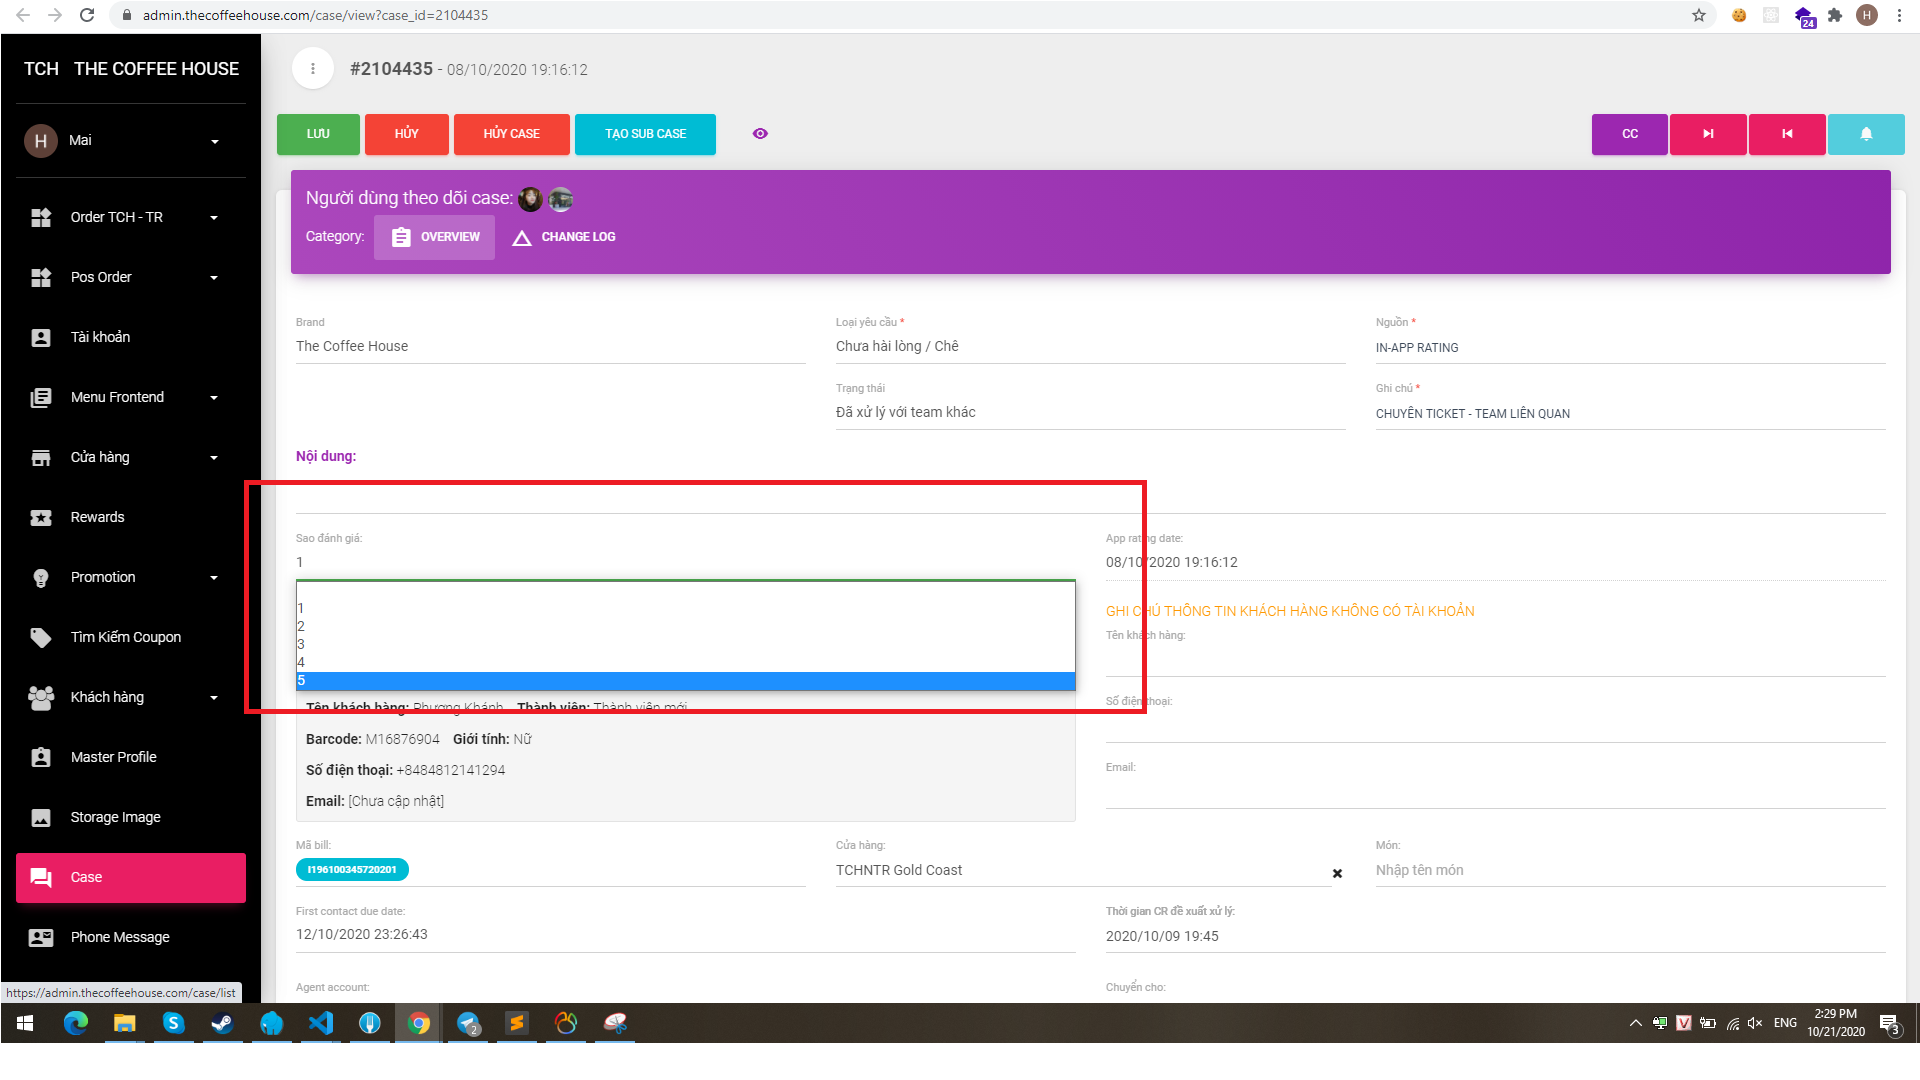 admin.thecoffeehouse.com/case/view?case_id=2104435
24
H
TCH THE COFFEE HOUSE
H Mai
Order TCH - TR
Pos Order
Tài khoản
Menu Frontend
Cửa hàng
Rewards
Promotion
Tìm Kiếm Coupon
Khách hàng
Master Profile
Storage Image
Case
Phone Message
https://admin.thecoffeehouse.com/case/list
#2104435 - 08/10/2020 19:16:12
LƯU
HỦY
HỦY CASE
TẠO SUB CASE
CC
Người dùng theo dõi case:
Category:
OVERVIEW
CHANGE LOG
Brand
The Coffee House
Loại yêu cầu *
Chưa hài lòng / Chê
Nguồn *
IN-APP RATING
Trạng thái
Đã xử lý với team khác
Ghi chú *
CHUYỂN TICKET - TEAM LIÊN QUAN
Nội dung:
Sao đánh giá:
1
1
2
3
4
5
App rating date:
08/10/2020 19:16:12
GHI CHÚ THÔNG TIN KHÁCH HÀNG KHÔNG CÓ TÀI KHOẢN
Tên khách hàng:
Số điện thoại:
Email:
Tên khách hàng: Phương Khánh Thành viên: Thành viên mới
Barcode: M16876904 Giới tính: Nữ
Số điện thoại: +8484812141294
Email: [Chưa cập nhật]
Mã bill:
I196100345720201
Cửa hàng:
TCHNTR Gold Coast
Món:
Nhập tên món
First contact due date:
12/10/2020 23:26:43
Thời gian CR đề xuất xử lý:
2020/10/09 19:45
Agent account:
Chuyển cho:
2
V
ENG
2:29 PM
10/21/2020
3